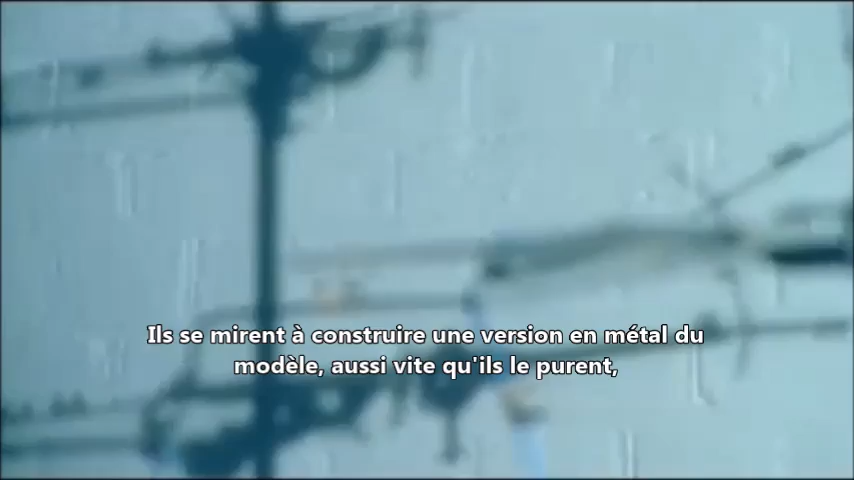 Ils se mirent à construire une version en métal du
modèle, aussi vite qu'ils le purent,